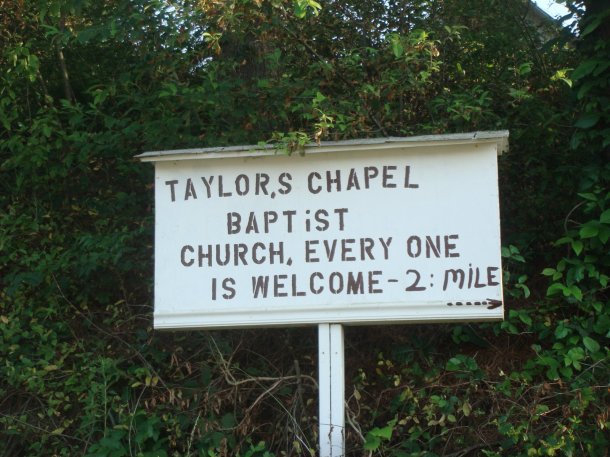 TAYLOR,S CHAPEL
BAPTiST
CHURCH. EVERY ONE
IS WELCOME - 2: MiLE